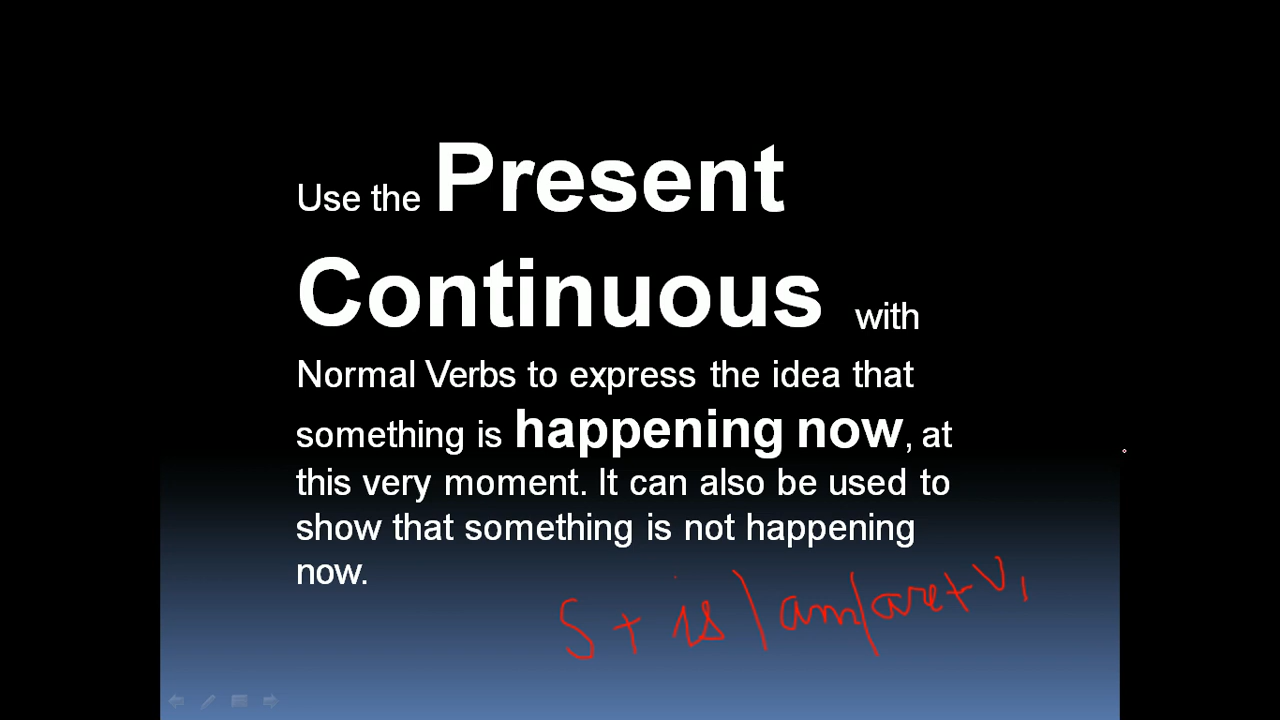 Use the Present
Continuous with
Normal Verbs to express the idea that
something is happening now, at
this very moment. It can also be used to
show that something is not happening
now.
S + is | am/are + V1